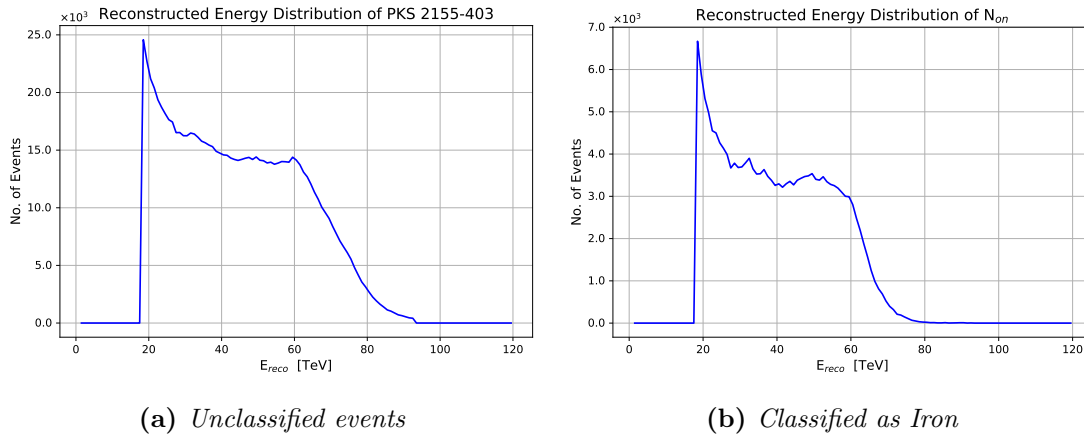 Reconstructed Energy Distribution of PKS 2155-403
×10³
25.0
20.0
15.0
10.0
5.0
0.0
No. of Events
0 20 40 60 80 100 120
E_reco [TeV]
(a) Unclassified events
Reconstructed Energy Distribution of N_on
×10³
7.0
6.0
5.0
4.0
3.0
2.0
1.0
0.0
No. of Events
0 20 40 60 80 100 120
E_reco [TeV]
(b) Classified as Iron